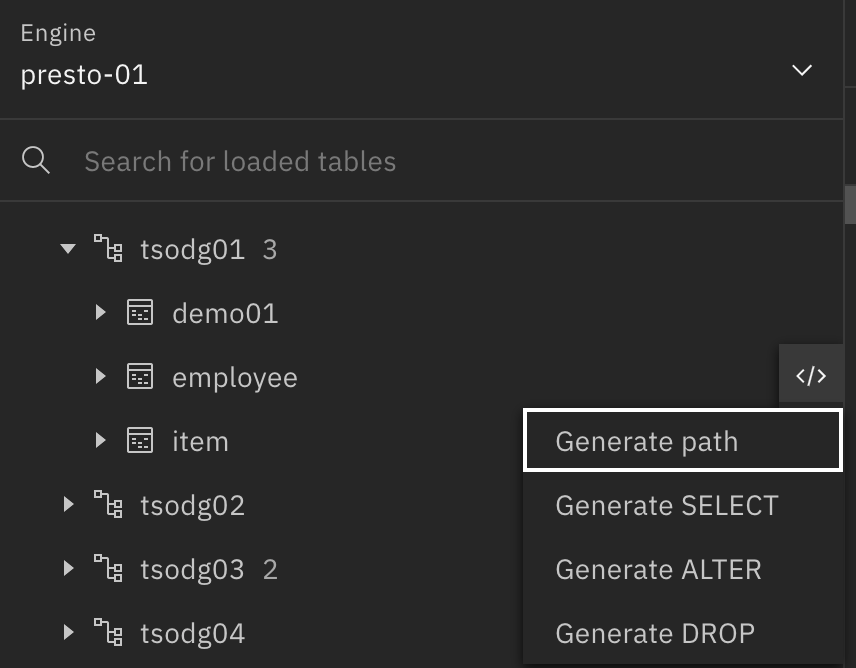 Engine
presto-01
Search for loaded tables
tsodg01 3
demo01
employee
</>
item
Generate path
tsodg02
Generate SELECT
tsodg03 2
Generate ALTER
tsodg04
Generate DROP